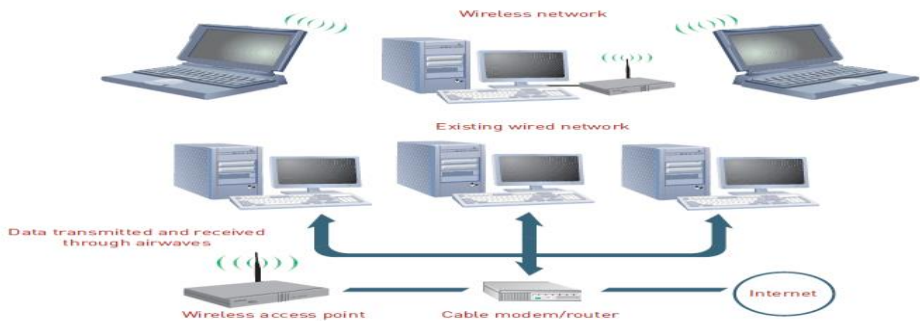 Wireless network
Existing wired network
Data transmitted and received
through airwaves
Wireless access point
Cable modem/router
Internet